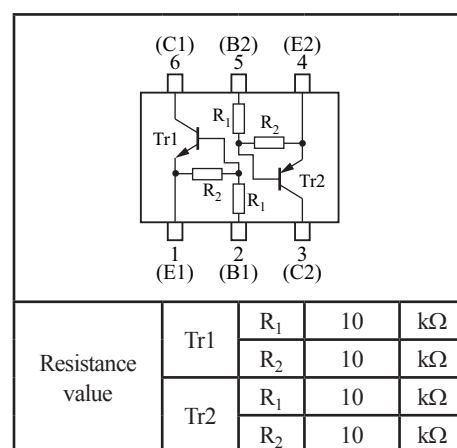 (C1) (B2) (E2)
6 5 4
R1
R2
Tr1
Tr2
R2
R1
1 2 3
(E1) (B1) (C2)
Resistance value
Tr1 R1 10 kΩ
R2 10 kΩ
Tr2 R1 10 kΩ
R2 10 kΩ